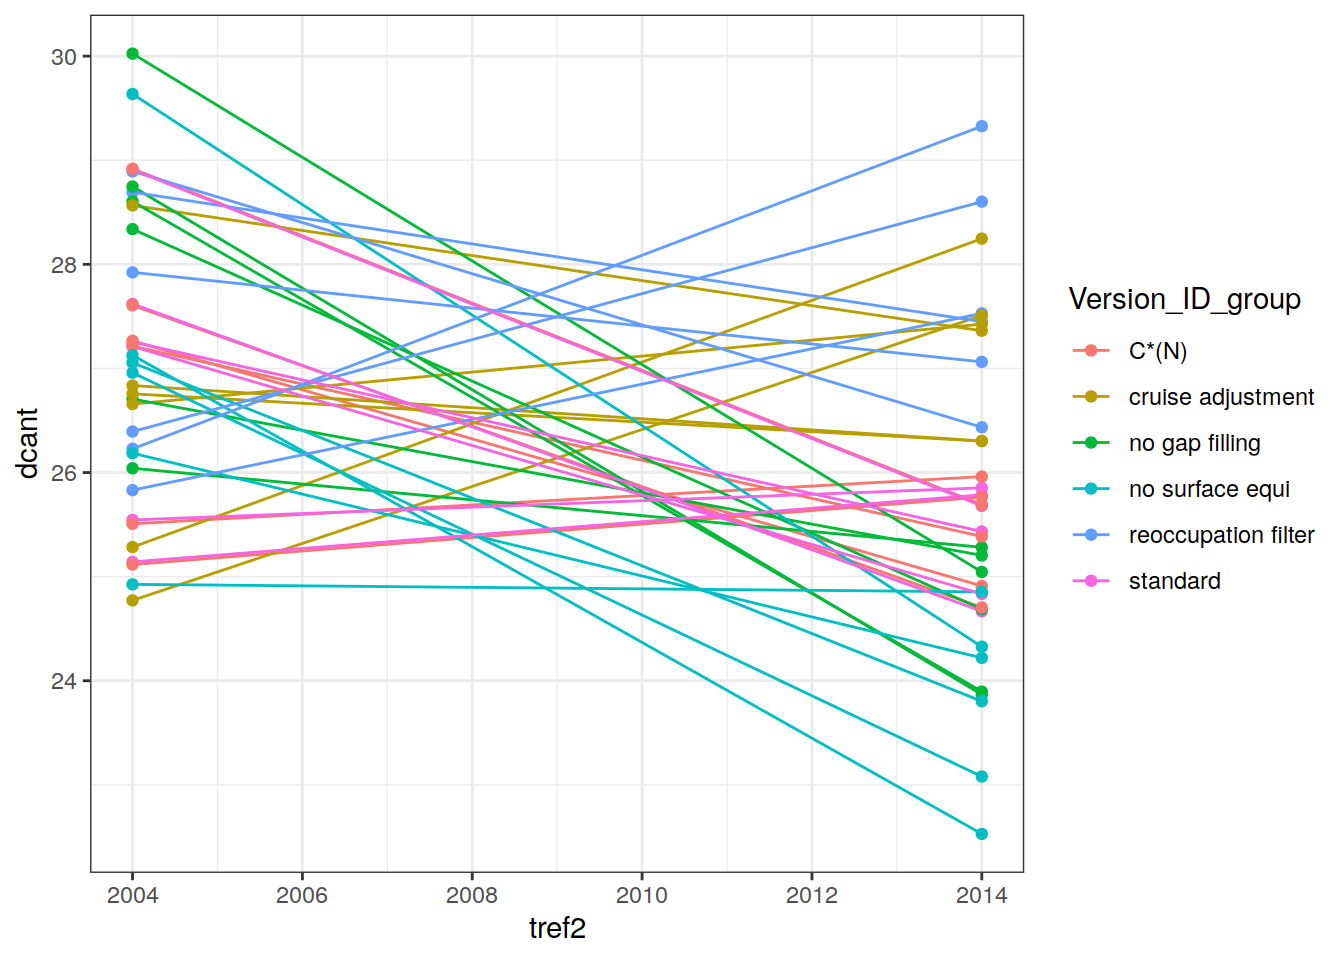 30
28
26
24
dcant
2004 2006 2008 2010 2012 2014
tref2
Version_ID_group
C*(N)
cruise adjustment
no gap filling
no surface equi
reoccupation filter
standard